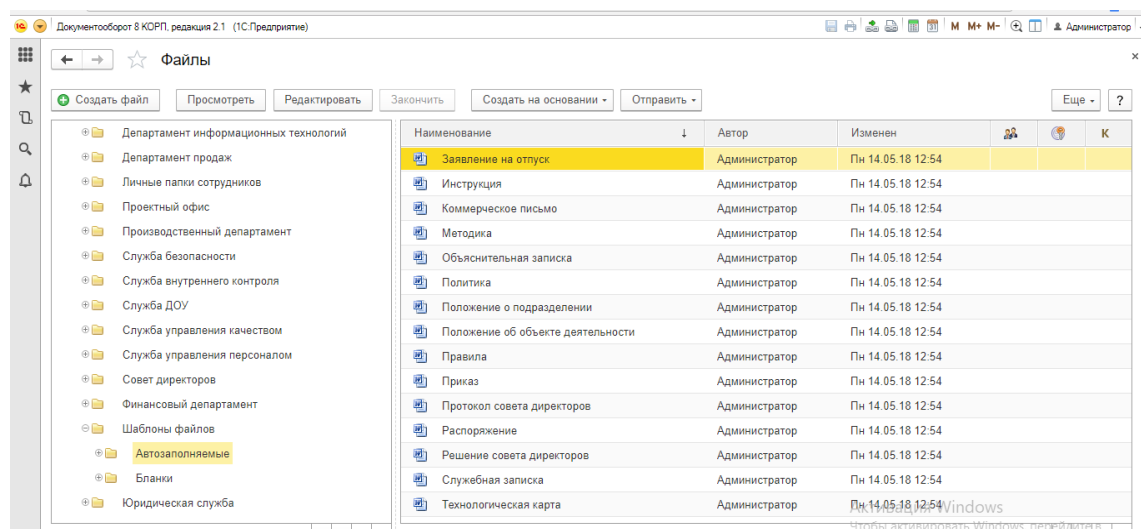 Документооборот 8 КОРП, редакция 2.1 (1С:Предприятие)
M M+ M- Администратор
Файлы
Создать файл Просмотреть Редактировать Закончить Создать на основании Отправить Еще ?
Департамент информационных технологий
Департамент продаж
Личные папки сотрудников
Проектный офис
Производственный департамент
Служба безопасности
Служба внутреннего контроля
Служба ДОУ
Служба управления качеством
Служба управления персоналом
Совет директоров
Финансовый департамент
Шаблоны файлов
Автозаполняемые
Бланки
Юридическая служба
Наименование Автор Изменен К
Заявление на отпуск Администратор Пн 14.05.18 12:54
Инструкция Администратор Пн 14.05.18 12:54
Коммерческое письмо Администратор Пн 14.05.18 12:54
Методика Администратор Пн 14.05.18 12:54
Объяснительная записка Администратор Пн 14.05.18 12:54
Политика Администратор Пн 14.05.18 12:54
Положение о подразделении Администратор Пн 14.05.18 12:54
Положение об объекте деятельности Администратор Пн 14.05.18 12:54
Правила Администратор Пн 14.05.18 12:54
Приказ Администратор Пн 14.05.18 12:54
Протокол совета директоров Администратор Пн 14.05.18 12:54
Распоряжение Администратор Пн 14.05.18 12:54
Решение совета директоров Администратор Пн 14.05.18 12:54
Служебная записка Администратор Пн 14.05.18 12:54
Технологическая карта Администратор Пн 14.05.18 12:54
Активация Windows
Чтобы активировать Windows, перейдите в